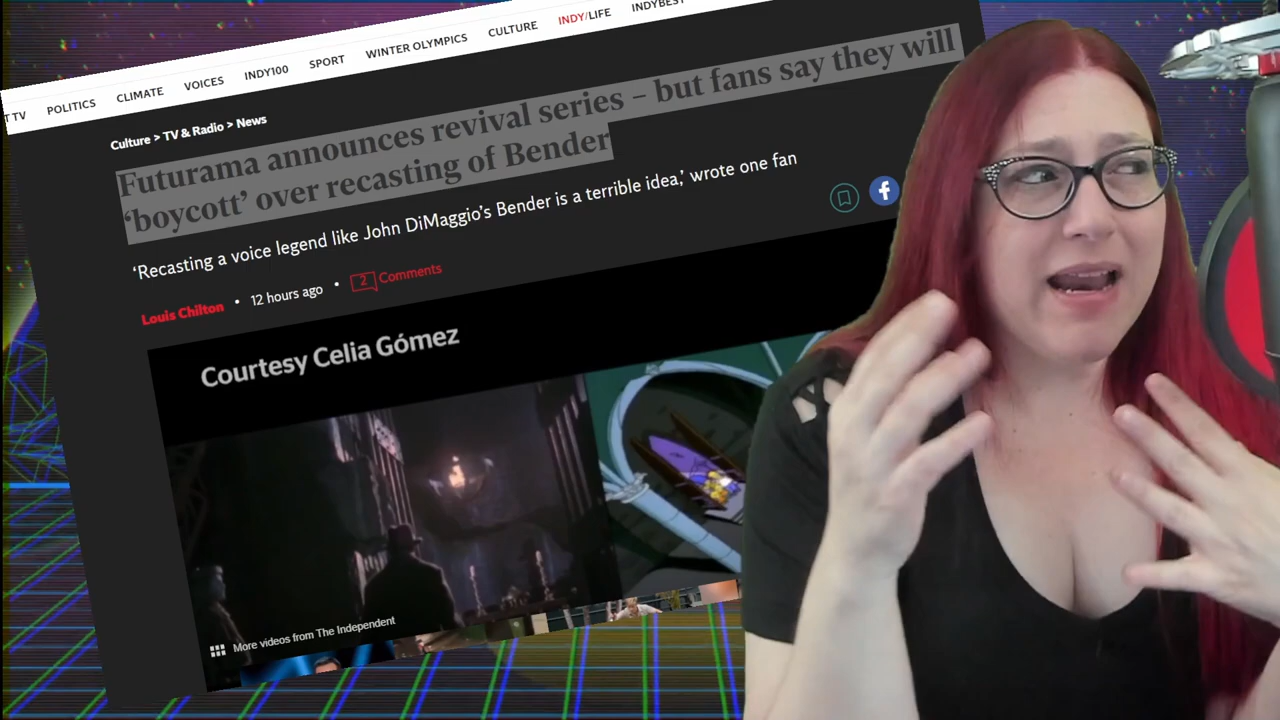 T TV POLITICS CLIMATE VOICES INDY100 SPORT WINTER OLYMPICS CULTURE INDY/LIFE INDYBEST
Culture > TV & Radio > News
Futurama announces revival series – but fans say they will
‘boycott’ over recasting of Bender
‘Recasting a voice legend like John DiMaggio’s Bender is a terrible idea,’ wrote one fan
Louis Chilton • 12 hours ago • 2 Comments
Courtesy Celia Gómez
More videos from The Independent